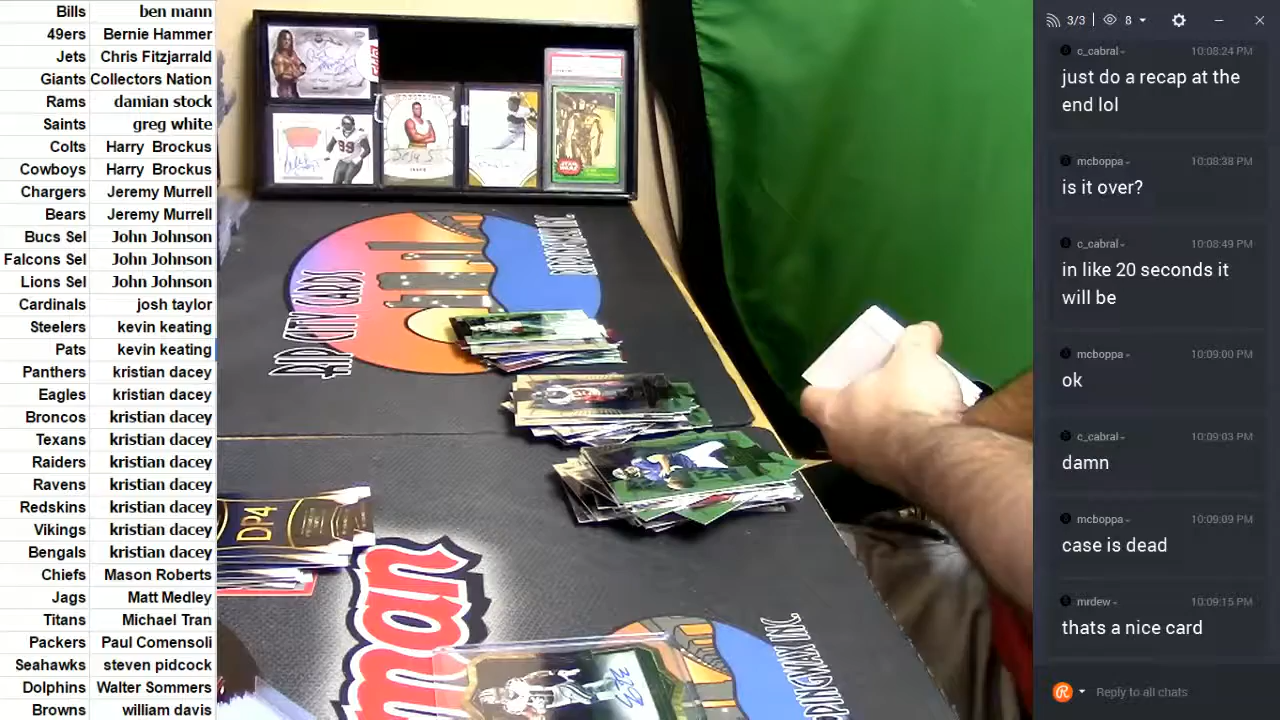 Bills ben mann
49ers Bernie Hammer
Jets Chris Fitzjarrald
Giants Collectors Nation
Rams damian stock
Saints greg white
Colts Harry Brockus
Cowboys Harry Brockus
Chargers Jeremy Murrell
Bears Jeremy Murrell
Bucs Sel John Johnson
Falcons Sel John Johnson
Lions Sel John Johnson
Cardinals josh taylor
Steelers kevin keating
Pats kevin keating
Panthers kristian dacey
Eagles kristian dacey
Broncos kristian dacey
Texans kristian dacey
Raiders kristian dacey
Ravens kristian dacey
Redskins kristian dacey
Vikings kristian dacey
Bengals kristian dacey
Chiefs Mason Roberts
Jags Matt Medley
Titans Michael Tran
Packers Paul Comensoli
Seahawks steven pidcock
Dolphins Walter Sommers
Browns william davis
99
STAR WARS
RIP CITY CARDS
DP4
man
3/3 8
c_cabral 10:08:24 PM
just do a recap at the
end lol
mcboppa 10:08:38 PM
is it over?
c_cabral 10:08:49 PM
in like 20 seconds it
will be
mcboppa 10:09:00 PM
ok
c_cabral 10:09:03 PM
damn
mcboppa 10:09:09 PM
case is dead
mrdew 10:09:15 PM
thats a nice card
Reply to all chats